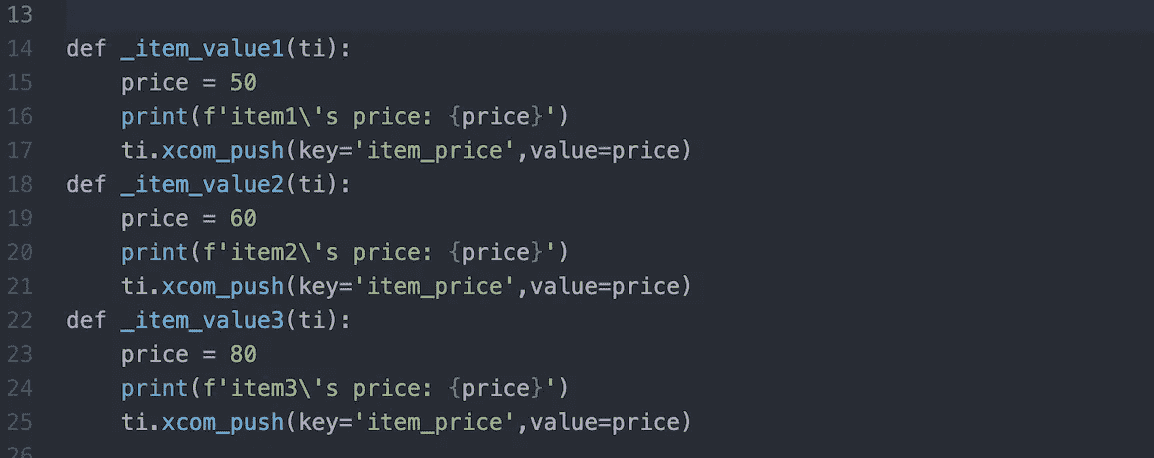 13
14 def _item_value1(ti):
15     price = 50
16     print(f'item1\'s price: {price}')
17     ti.xcom_push(key='item_price',value=price)
18 def _item_value2(ti):
19     price = 60
20     print(f'item2\'s price: {price}')
21     ti.xcom_push(key='item_price',value=price)
22 def _item_value3(ti):
23     price = 80
24     print(f'item3\'s price: {price}')
25     ti.xcom_push(key='item_price',value=price)
26